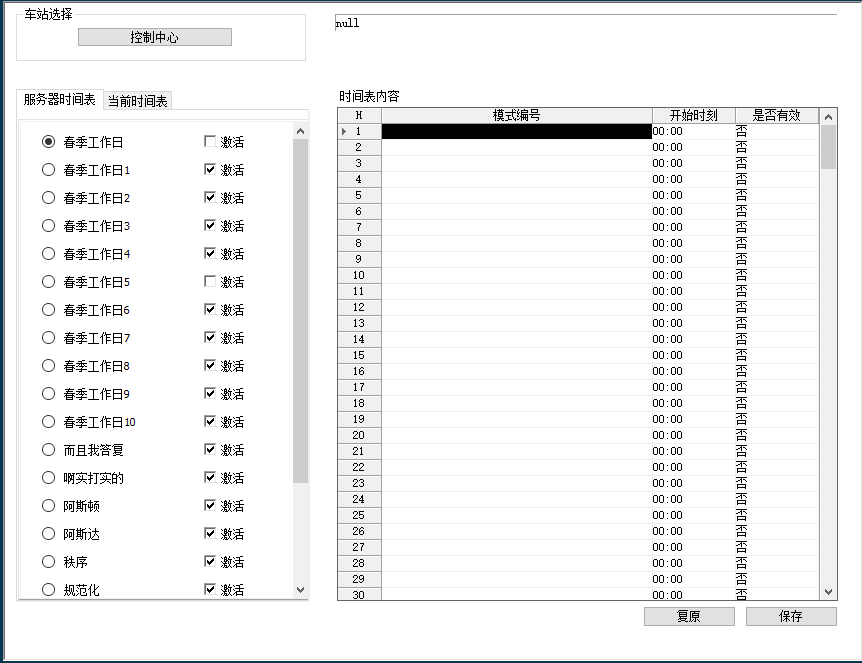 车站选择
控制中心
null
服务器时间表 当前时间表
春季工作日 激活
春季工作日1 激活
春季工作日2 激活
春季工作日3 激活
春季工作日4 激活
春季工作日5 激活
春季工作日6 激活
春季工作日7 激活
春季工作日8 激活
春季工作日9 激活
春季工作日10 激活
而且我答复 激活
啊实打实的 激活
阿斯顿 激活
阿斯达 激活
秩序 激活
规范化 激活
时间表内容
H 模式编号 开始时刻 是否有效
1 00:00 否
2 00:00 否
3 00:00 否
4 00:00 否
5 00:00 否
6 00:00 否
7 00:00 否
8 00:00 否
9 00:00 否
10 00:00 否
11 00:00 否
12 00:00 否
13 00:00 否
14 00:00 否
15 00:00 否
16 00:00 否
17 00:00 否
18 00:00 否
19 00:00 否
20 00:00 否
21 00:00 否
22 00:00 否
23 00:00 否
24 00:00 否
25 00:00 否
26 00:00 否
27 00:00 否
28 00:00 否
29 00:00 否
30 00:00 否
复原 保存